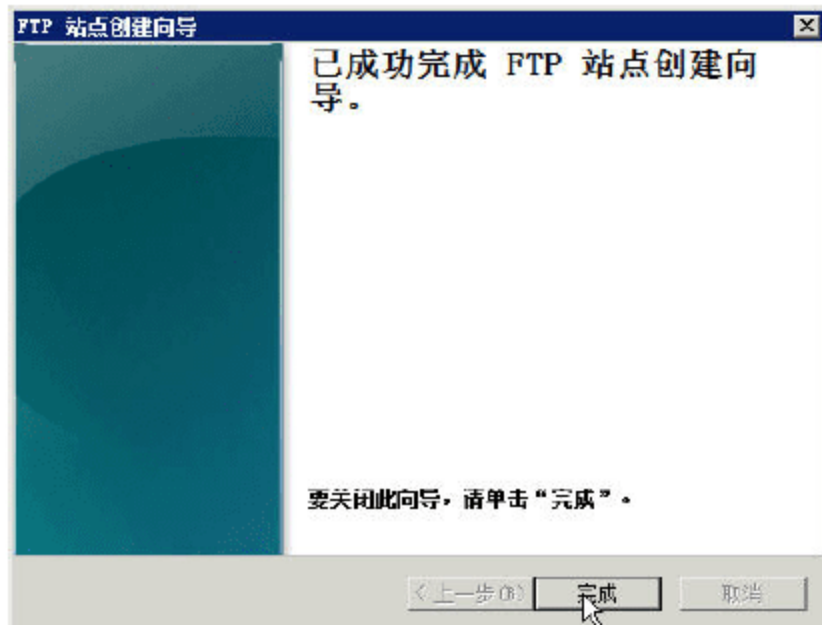 FTP 站点创建向导
已成功完成 FTP 站点创建向
导。
要关闭此向导，请单击“完成”。
<上一步(B)
完成
取消